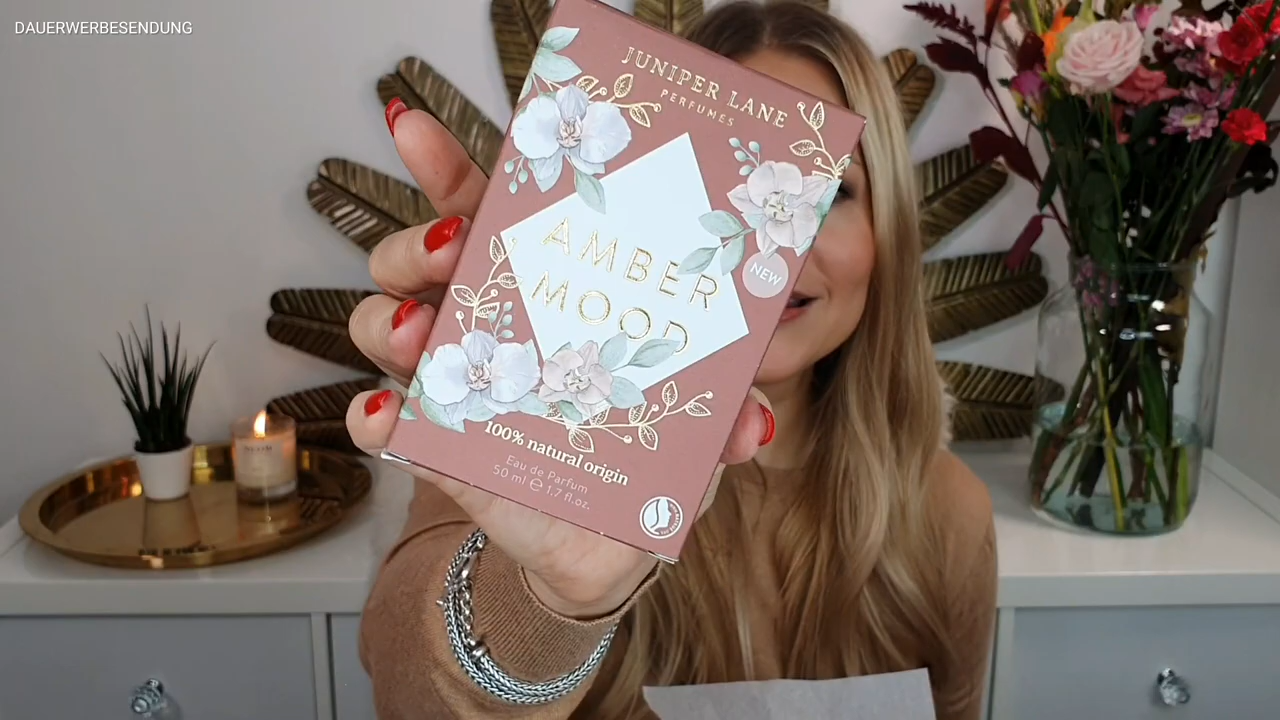 DAUERWERBESENDUNG
JUNIPER LANE
PERFUMES
AMBER
MOOD
NEW
100% natural origin
Eau de Parfum
50 ml ℮ 1,7 fl.oz.